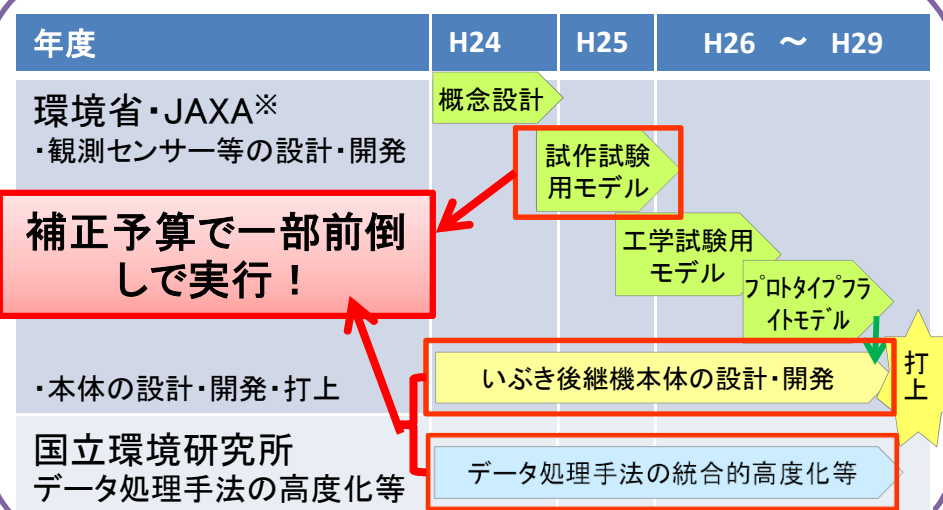 年度 H24 H25 H26 ～ H29
環境省・JAXA※
・観測センサー等の設計・開発
概念設計
試作試験
用モデル
補正予算で一部前倒
しで実行！
工学試験用
モデル
ﾌﾟﾛﾄﾀｲﾌﾟﾌﾗ
ｲﾄﾓﾃﾞﾙ
・本体の設計・開発・打上
いぶき後継機本体の設計・開発
打
上
国立環境研究所
データ処理手法の高度化等
データ処理手法の統合的高度化等